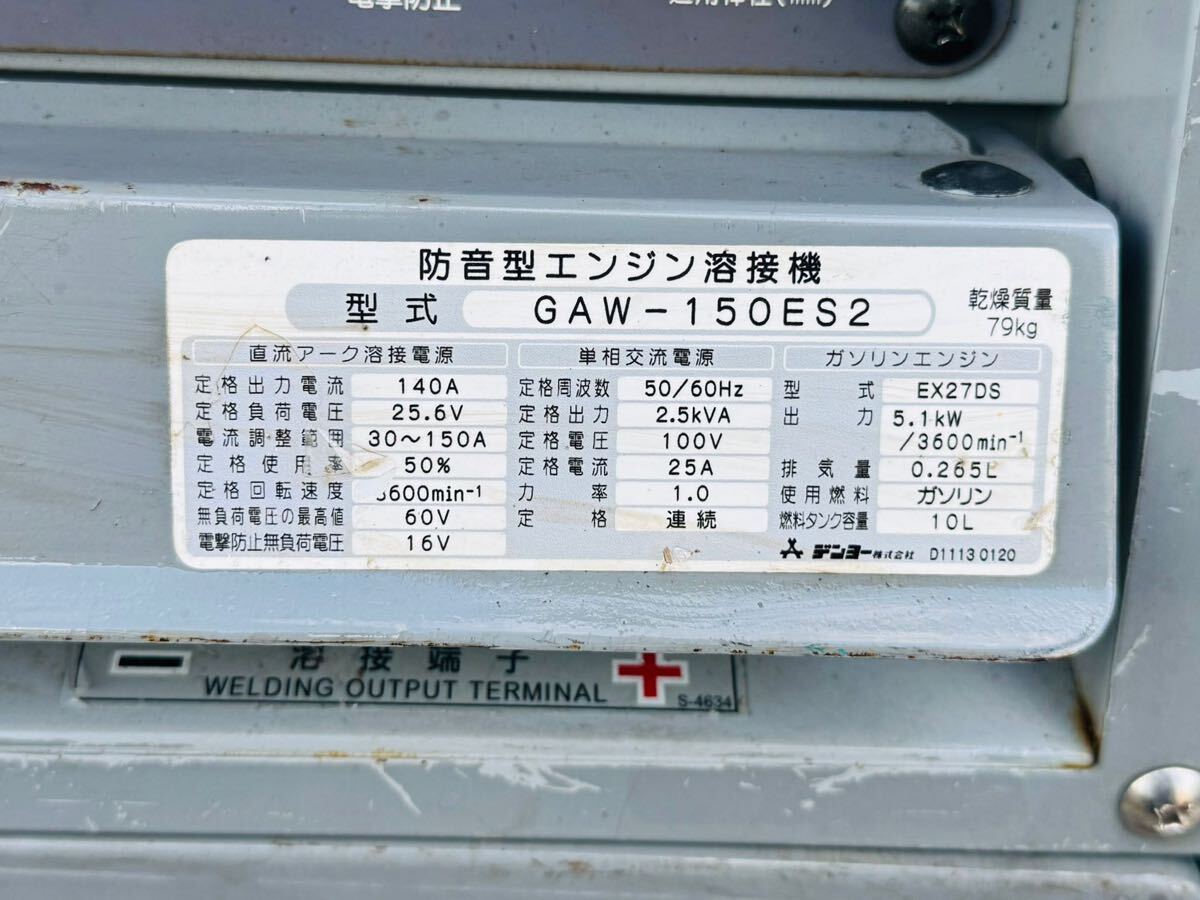 電撃防止
防音型エンジン溶接機
型式 GAW-150ES2
乾燥質量
79kg
直流アーク溶接電源
定格出力電流 140A
定格負荷電圧 25.6V
電流調整範囲 30～150A
定格使用率 50%
定格回転速度 3600min-1
無負荷電圧の最高値 60V
電撃防止無負荷電圧 16V
単相交流電源
定格周波数 50/60Hz
定格出力 2.5kVA
定格電圧 100V
定格電流 25A
力率 1.0
定格 連続
ガソリンエンジン
型式 EX27DS
出力 5.1kW
/3600min-1
排気量 0.265L
使用燃料 ガソリン
燃料タンク容量 10L
デンヨー株式会社 D1113 0120
溶接端子
WELDING OUTPUT TERMINAL
S-4634